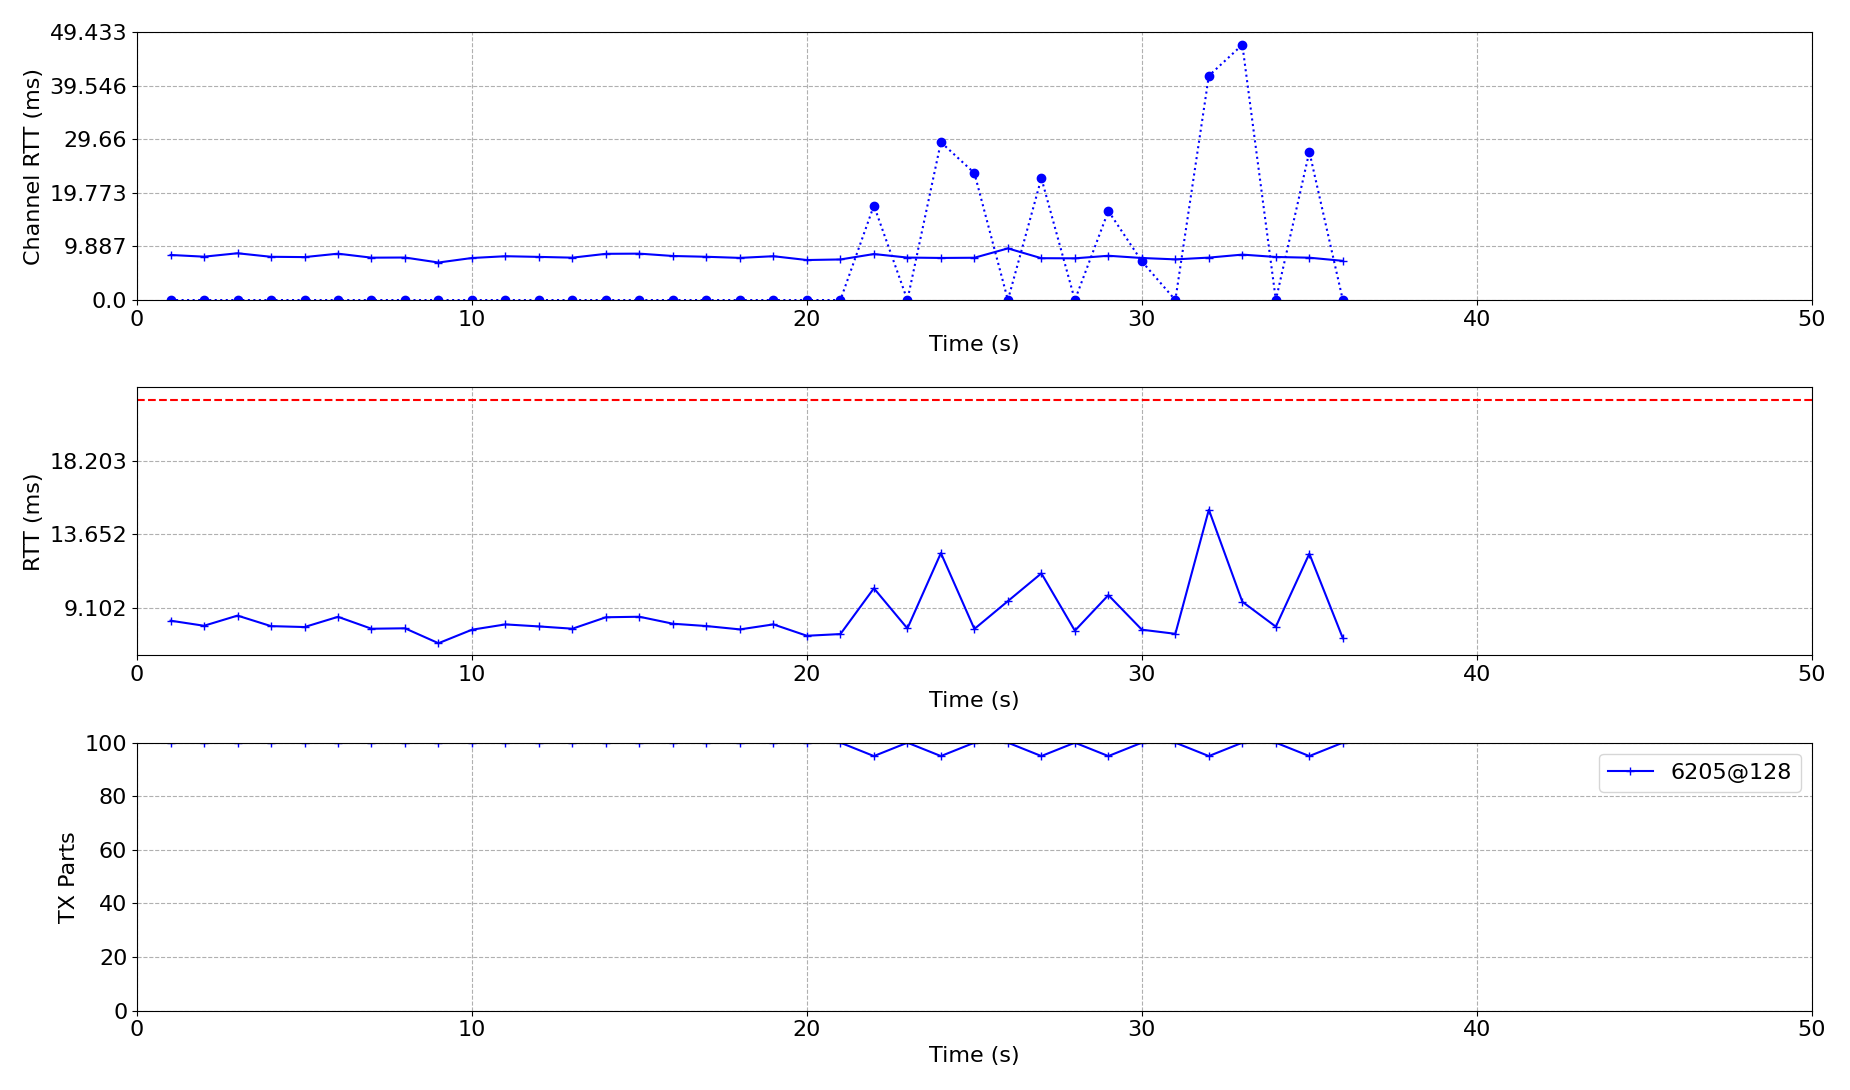 49.433
39.546
29.66
19.773
9.887
0.0
Channel RTT (ms)
0 10 20 30 40 50
Time (s)
18.203
13.652
9.102
RTT (ms)
0 10 20 30 40 50
Time (s)
100
80
60
40
20
0
TX Parts
6205@128
0 10 20 30 40 50
Time (s)